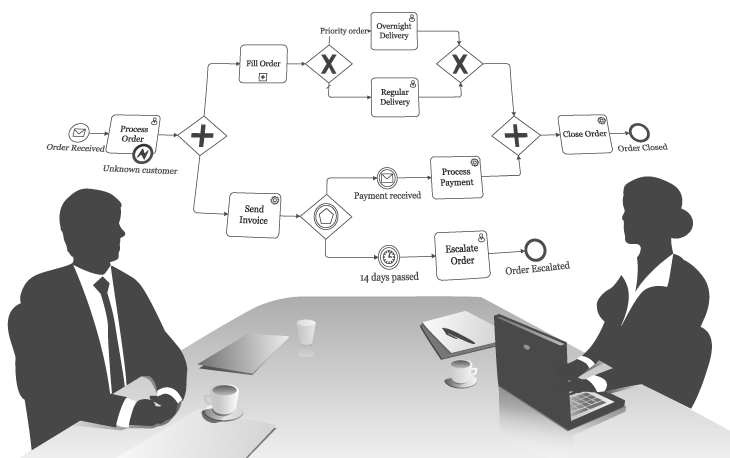 Priority order
Overnight
Delivery
Fill Order
Regular
Delivery
Process
Order
Order Received
Unknown customer
Close Order
Order Closed
Payment received
Process
Payment
Send
Invoice
14 days passed
Escalate
Order
Order Escalated